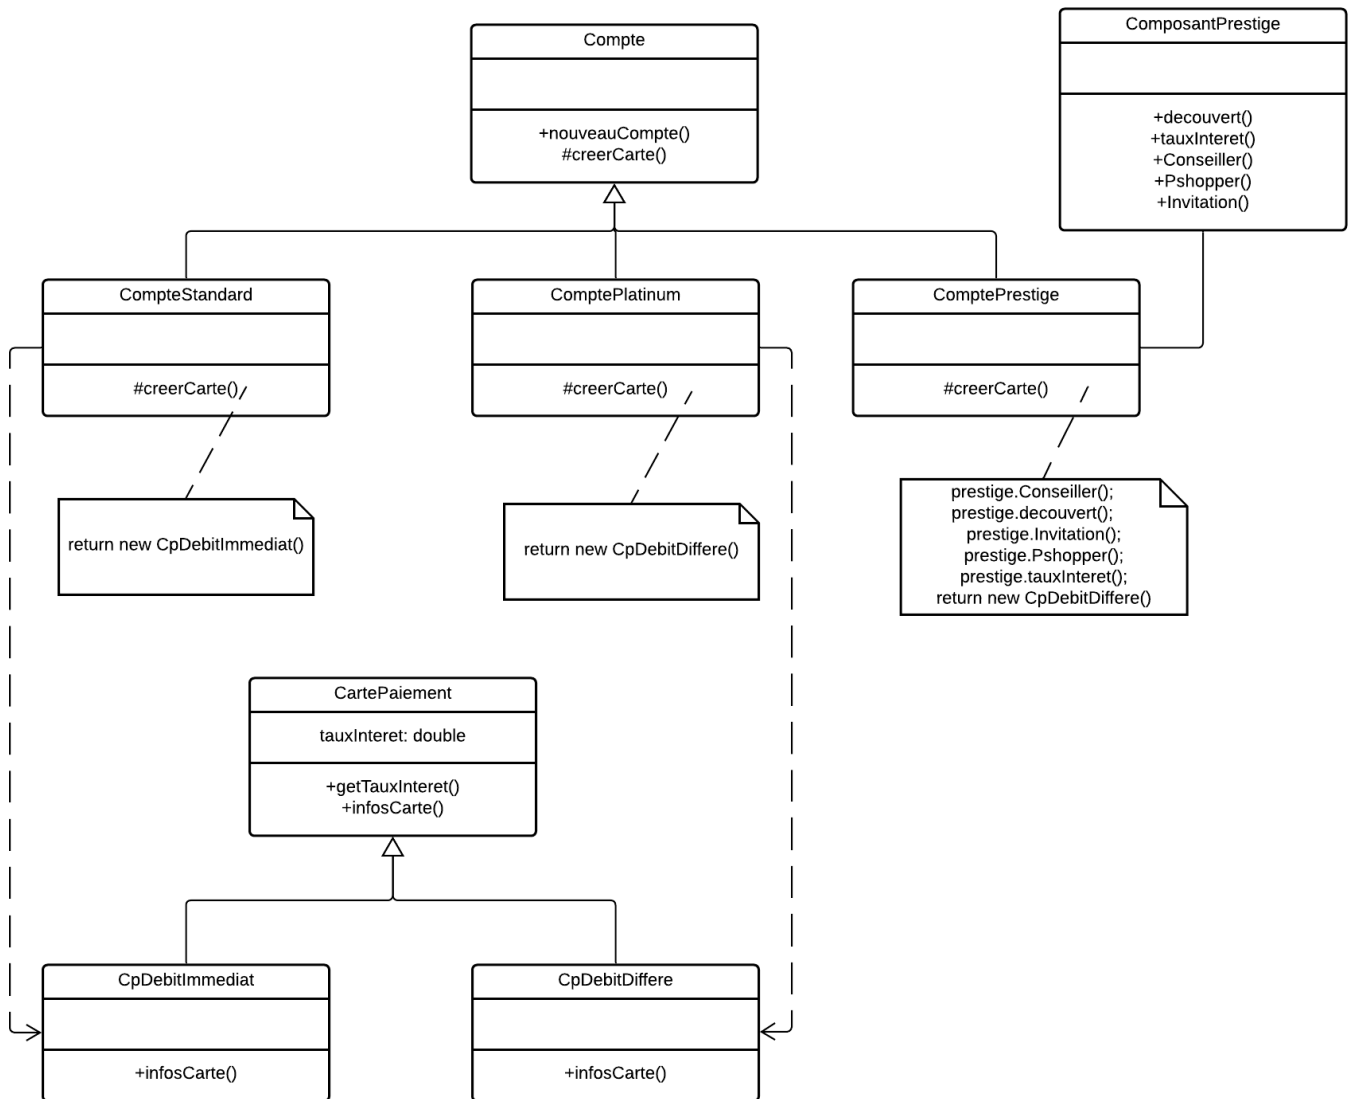 Compte
+nouveauCompte()
#creerCarte()
ComposantPrestige
+decouvert()
+tauxInteret()
+Conseiller()
+Pshopper()
+Invitation()
CompteStandard
#creerCarte()
ComptePlatinum
#creerCarte()
ComptePrestige
#creerCarte()
return new CpDebitImmediat()
return new CpDebitDiffere()
prestige.Conseiller();
prestige.decouvert();
prestige.Invitation();
prestige.Pshopper();
prestige.tauxInteret();
return new CpDebitDiffere()
CartePaiement
tauxInteret: double
+getTauxInteret()
+infosCarte()
CpDebitImmediat
+infosCarte()
CpDebitDiffere
+infosCarte()